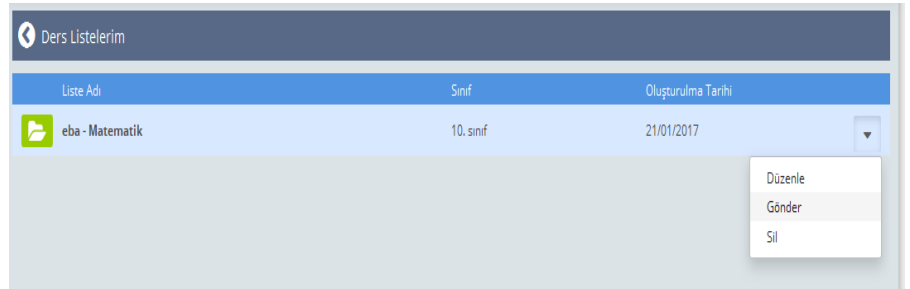 Ders Listelerim
Liste Adı Sınıf Oluşturulma Tarihi
eba - Matematik 10. sınıf 21/01/2017
Düzenle
Gönder
Sil